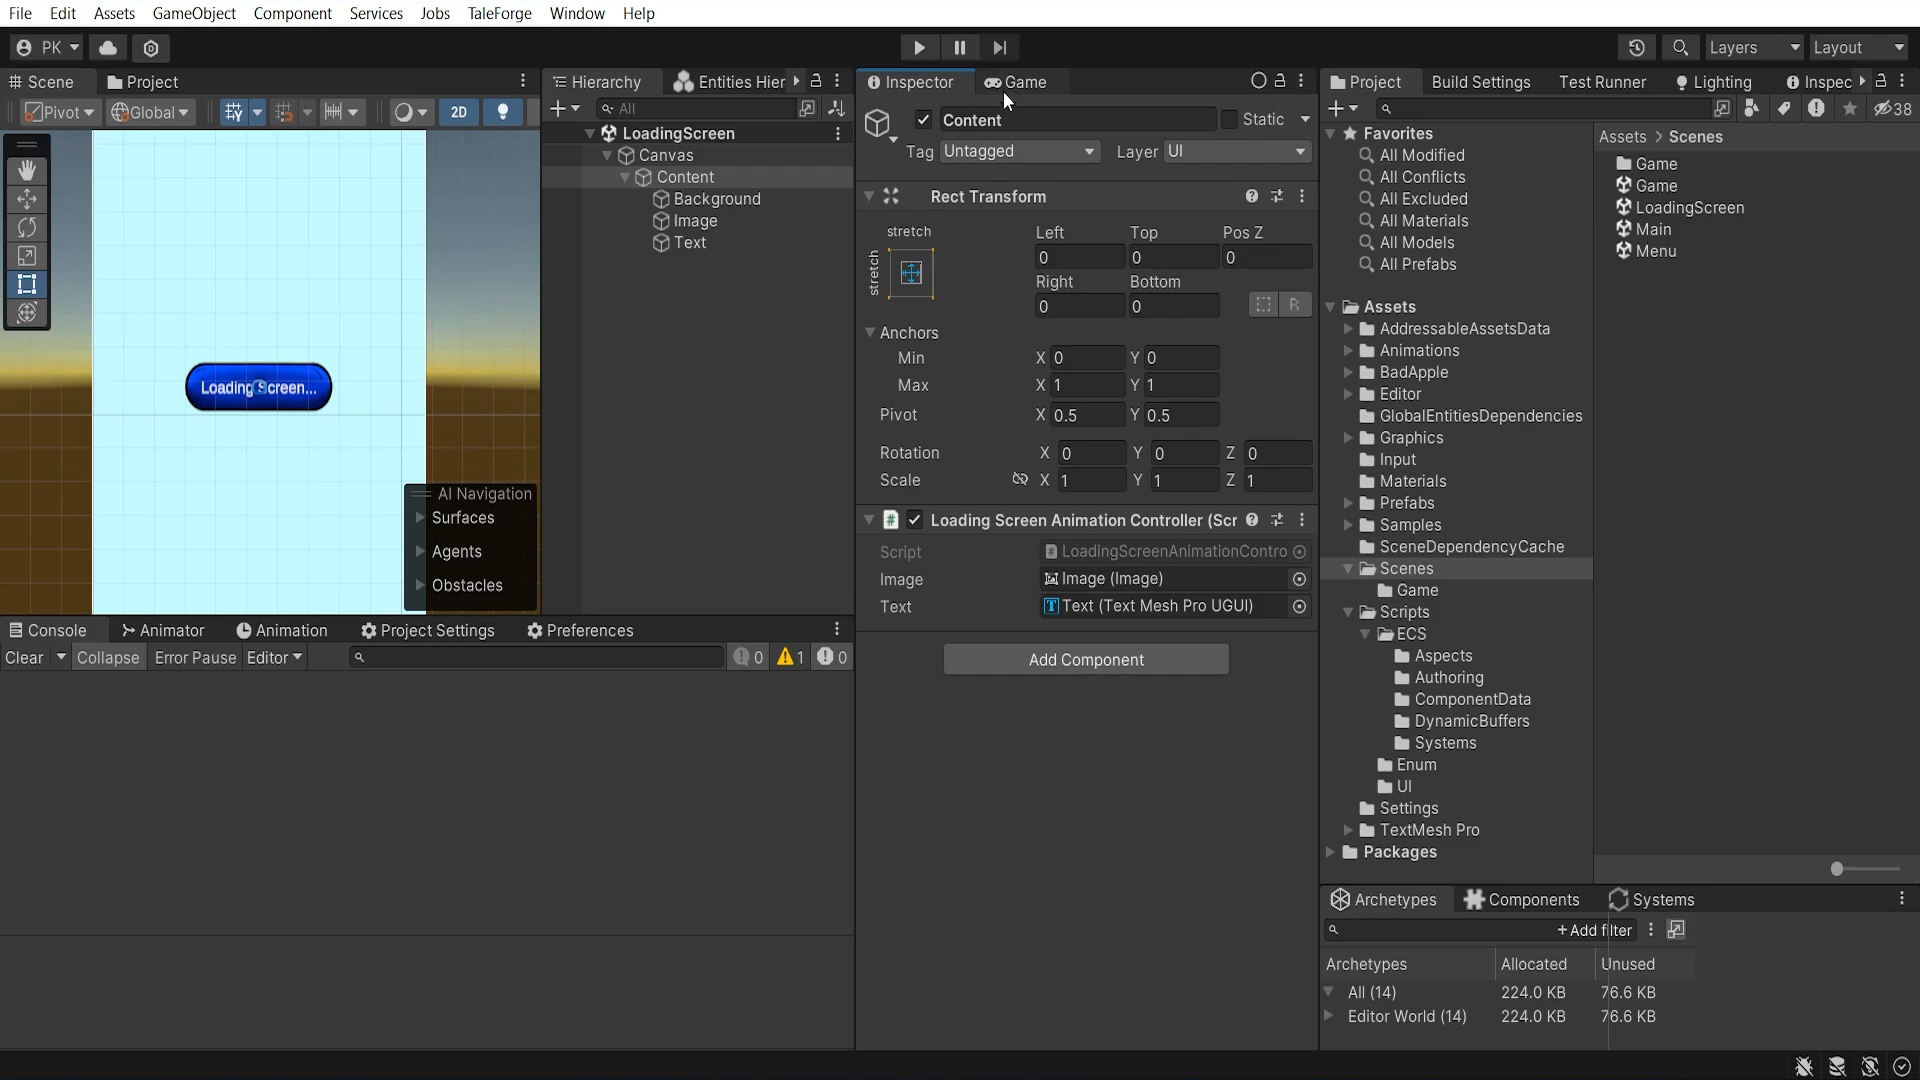 File Edit Assets GameObject Component Services Jobs TaleForge Window Help
PK Layers Layout
Scene Project
Pivot Global 2D
Loading Screen...
AI Navigation
Surfaces
Agents
Obstacles
Hierarchy Entities Hier
All
LoadingScreen
Canvas
Content
Background
Image
Text
Inspector Game
Content Static
Tag Untagged Layer UI
Rect Transform
stretch
stretch
Left Top Pos Z
0 0 0
Right Bottom
0 0 R
Anchors
Min X 0 Y 0
Max X 1 Y 1
Pivot X 0.5 Y 0.5
Rotation X 0 Y 0 Z 0
Scale X 1 Y 1 Z 1
# Loading Screen Animation Controller (Scr
Script # LoadingScreenAnimationContro
Image Image (Image)
Text T Text (Text Mesh Pro UGUI)
Add Component
Console Animator Animation Project Settings Preferences
Clear Collapse Error Pause Editor 0 1 0
Project Build Settings Test Runner Lighting Inspec
38
Favorites
All Modified
All Conflicts
All Excluded
All Materials
All Models
All Prefabs
Assets
AddressableAssetsData
Animations
BadApple
Editor
GlobalEntitiesDependencies
Graphics
Input
Materials
Prefabs
Samples
SceneDependencyCache
Scenes
Game
Scripts
ECS
Aspects
Authoring
ComponentData
DynamicBuffers
Systems
Enum
UI
Settings
TextMesh Pro
Packages
Assets > Scenes
Game
Game
LoadingScreen
Main
Menu
Archetypes Components Systems
+Add filter
Archetypes Allocated Unused
All (14) 224.0 KB 76.6 KB
Editor World (14) 224.0 KB 76.6 KB